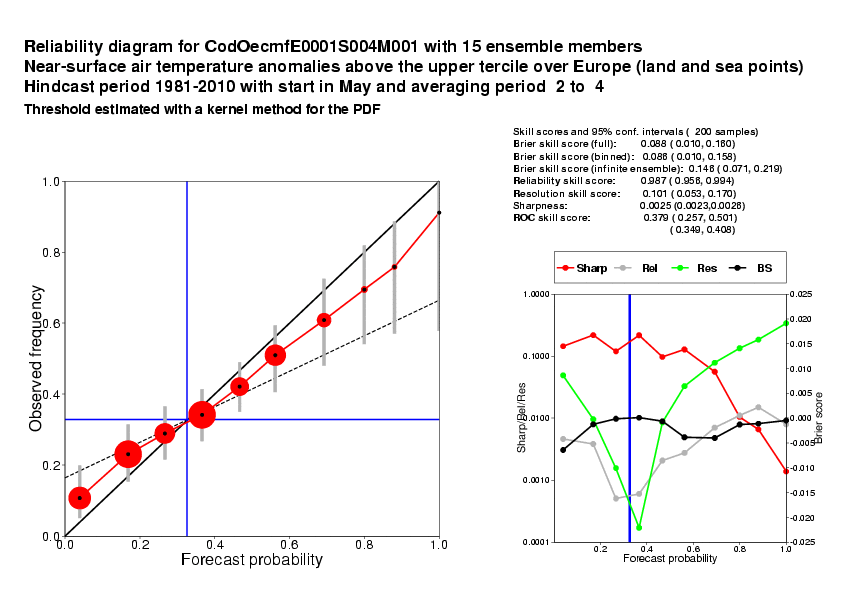 Reliability diagram for CodOecmfE0001S004M001 with 15 ensemble members
Near-surface air temperature anomalies above the upper tercile over Europe (land and sea points)
Hindcast period 1981-2010 with start in May and averaging period 2 to 4
Threshold estimated with a kernel method for the PDF
Skill scores and 95% conf. intervals ( 200 samples)
Brier skill score (full): 0.088 ( 0.010, 0.160)
Brier skill score (binned): 0.086 ( 0.010, 0.158)
Brier skill score (infinite ensemble): 0.146 ( 0.071, 0.219)
Reliability skill score: 0.987 ( 0.956, 0.994)
Resolution skill score: 0.101 ( 0.053, 0.170)
Sharpness: 0.0025 (0.0023,0.0026)
ROC skill score: 0.379 ( 0.257, 0.501)
( 0.349, 0.408)
1.0
0.8
0.6
0.4
0.2
0.0
Observed frequency
0.0 0.2 0.4 0.6 0.8 1.0
Forecast probability
Sharp Rel Res BS
1.0000
0.1000
0.0100
0.0010
0.0001
Sharp/Rel/Res
0.025
0.020
0.015
0.010
0.005
0.000
-0.005
-0.010
-0.015
-0.020
-0.025
Brier score
0.2 0.4 0.6 0.8 1.0
Forecast probability